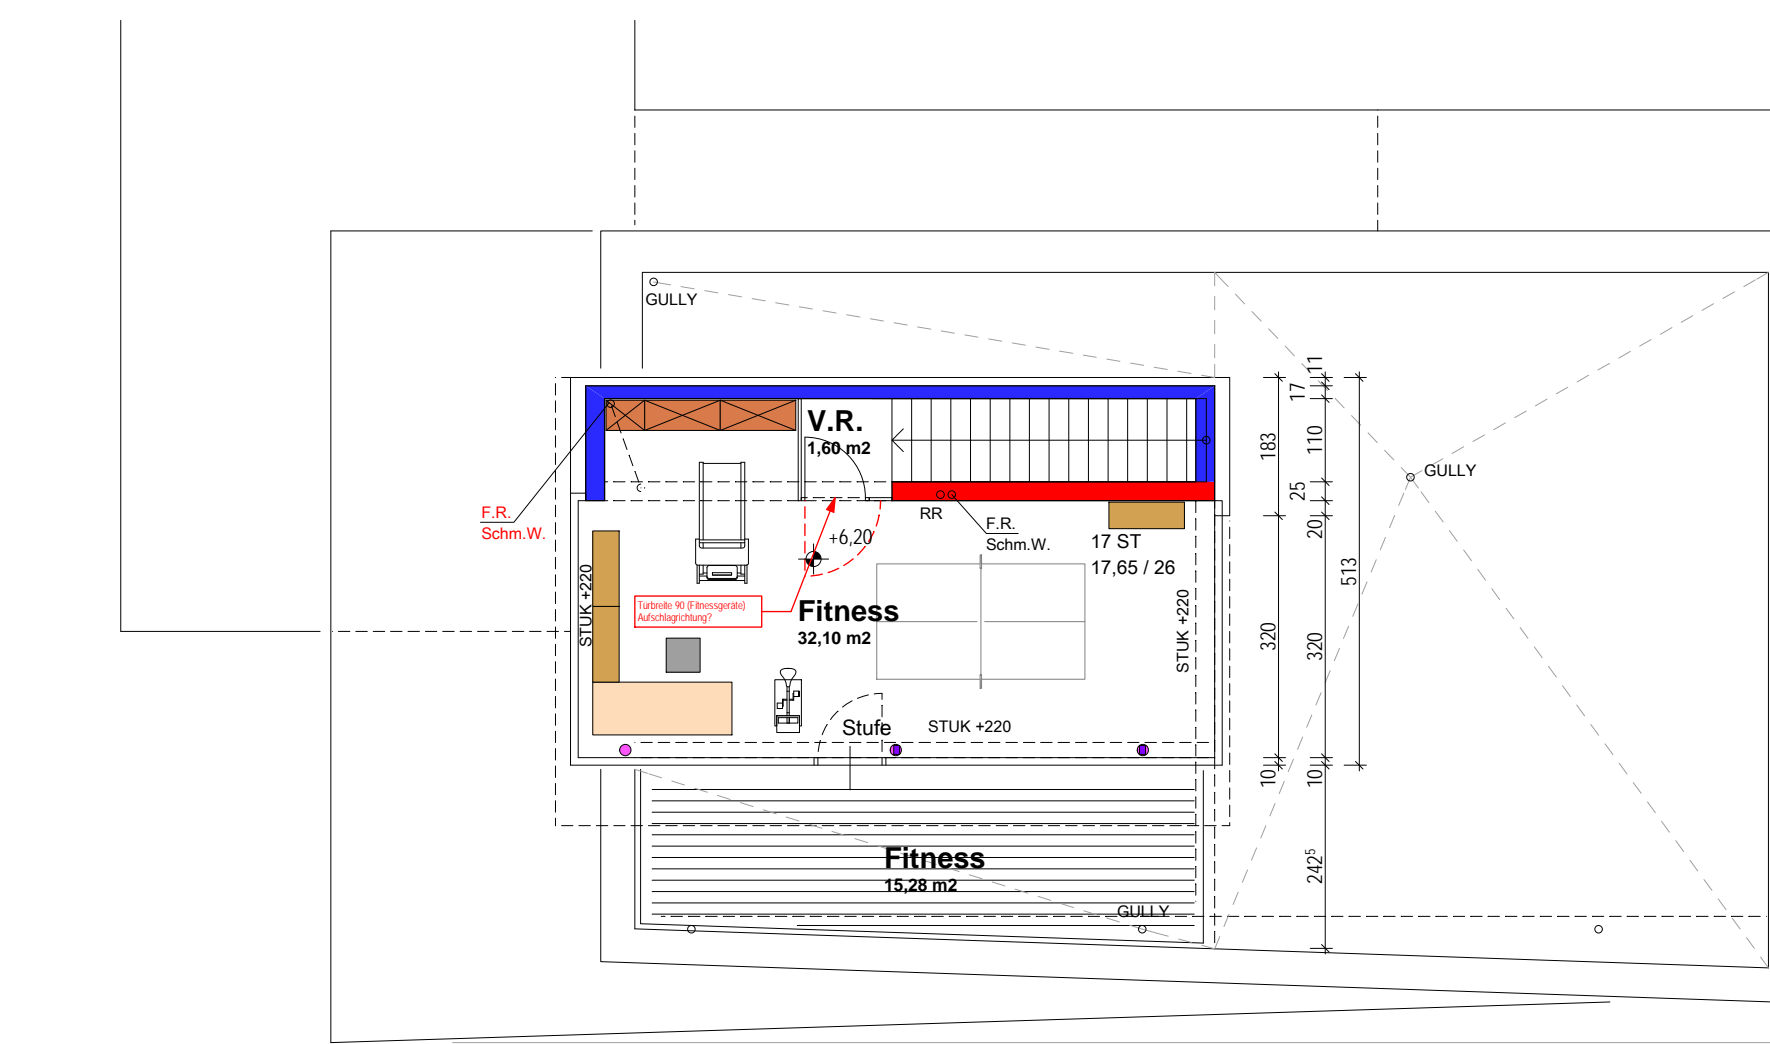 GULLY
11
17
V.R.
1,60 m2
183
110
GULLY
25
F.R.
Schm.W.
RR
F.R.
Schm.W.
+6,20
17 ST
17,65 / 26
20
513
STUK +220
Türbreite 90 (Fitnessgeräte)
Aufschlagrichtung?
Fitness
32,10 m2
STUK +220
320
320
Stufe
STUK +220
10
10
Fitness
15,28 m2
242⁵
GULLY